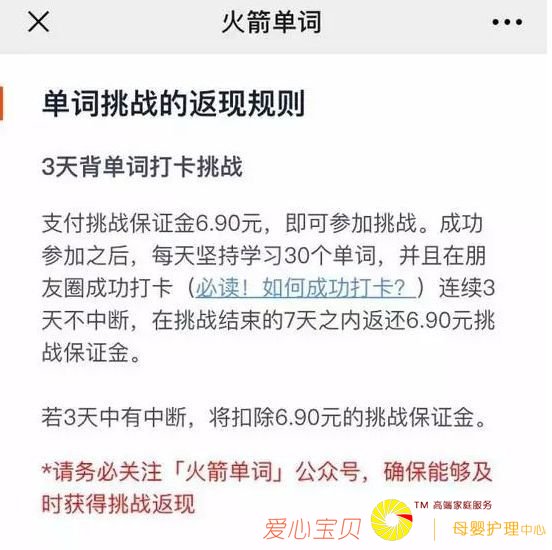 火箭单词
单词挑战的返现规则
3天背单词打卡挑战
支付挑战保证金6.90元，即可参加挑战。成功
参加之后，每天坚持学习30个单词，并且在朋
友圈成功打卡（必读！如何成功打卡？）连续3
天不中断，在挑战结束的7天之内返还6.90元挑
战保证金。
若3天中有中断，将扣除6.90元的挑战保证金。
*请务必关注「火箭单词」公众号，确保能够及
时获得挑战返现
爱心宝贝
TM 高端家庭服务
母婴护理中心